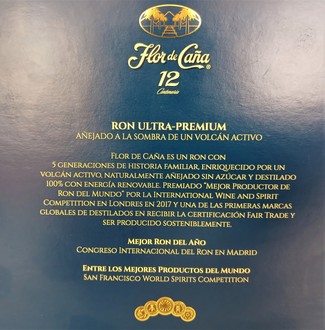 Flor de Caña®
12
Centenario
RON ULTRA-PREMIUM
AÑEJADO A LA SOMBRA DE UN VOLCÁN ACTIVO
FLOR DE CAÑA ES UN RON CON
5 GENERACIONES DE HISTORIA FAMILIAR, ENRIQUECIDO POR UN
VOLCÁN ACTIVO, NATURALMENTE AÑEJADO SIN AZÚCAR Y DESTILADO
100% CON ENERGÍA RENOVABLE. PREMIADO "MEJOR PRODUCTOR DE
RON DEL MUNDO" POR LA INTERNATIONAL WINE AND SPIRIT
COMPETITION EN LONDRES EN 2017 Y UNA DE LAS PRIMERAS MARCAS
GLOBALES DE DESTILADOS EN RECIBIR LA CERTIFICACIÓN FAIR TRADE Y
SER PRODUCIDO SOSTENIBLEMENTE.
MEJOR RON DEL AÑO
CONGRESO INTERNACIONAL DEL RON EN MADRID
ENTRE LOS MEJORES PRODUCTOS DEL MUNDO
SAN FRANCISCO WORLD SPIRITS COMPETITION